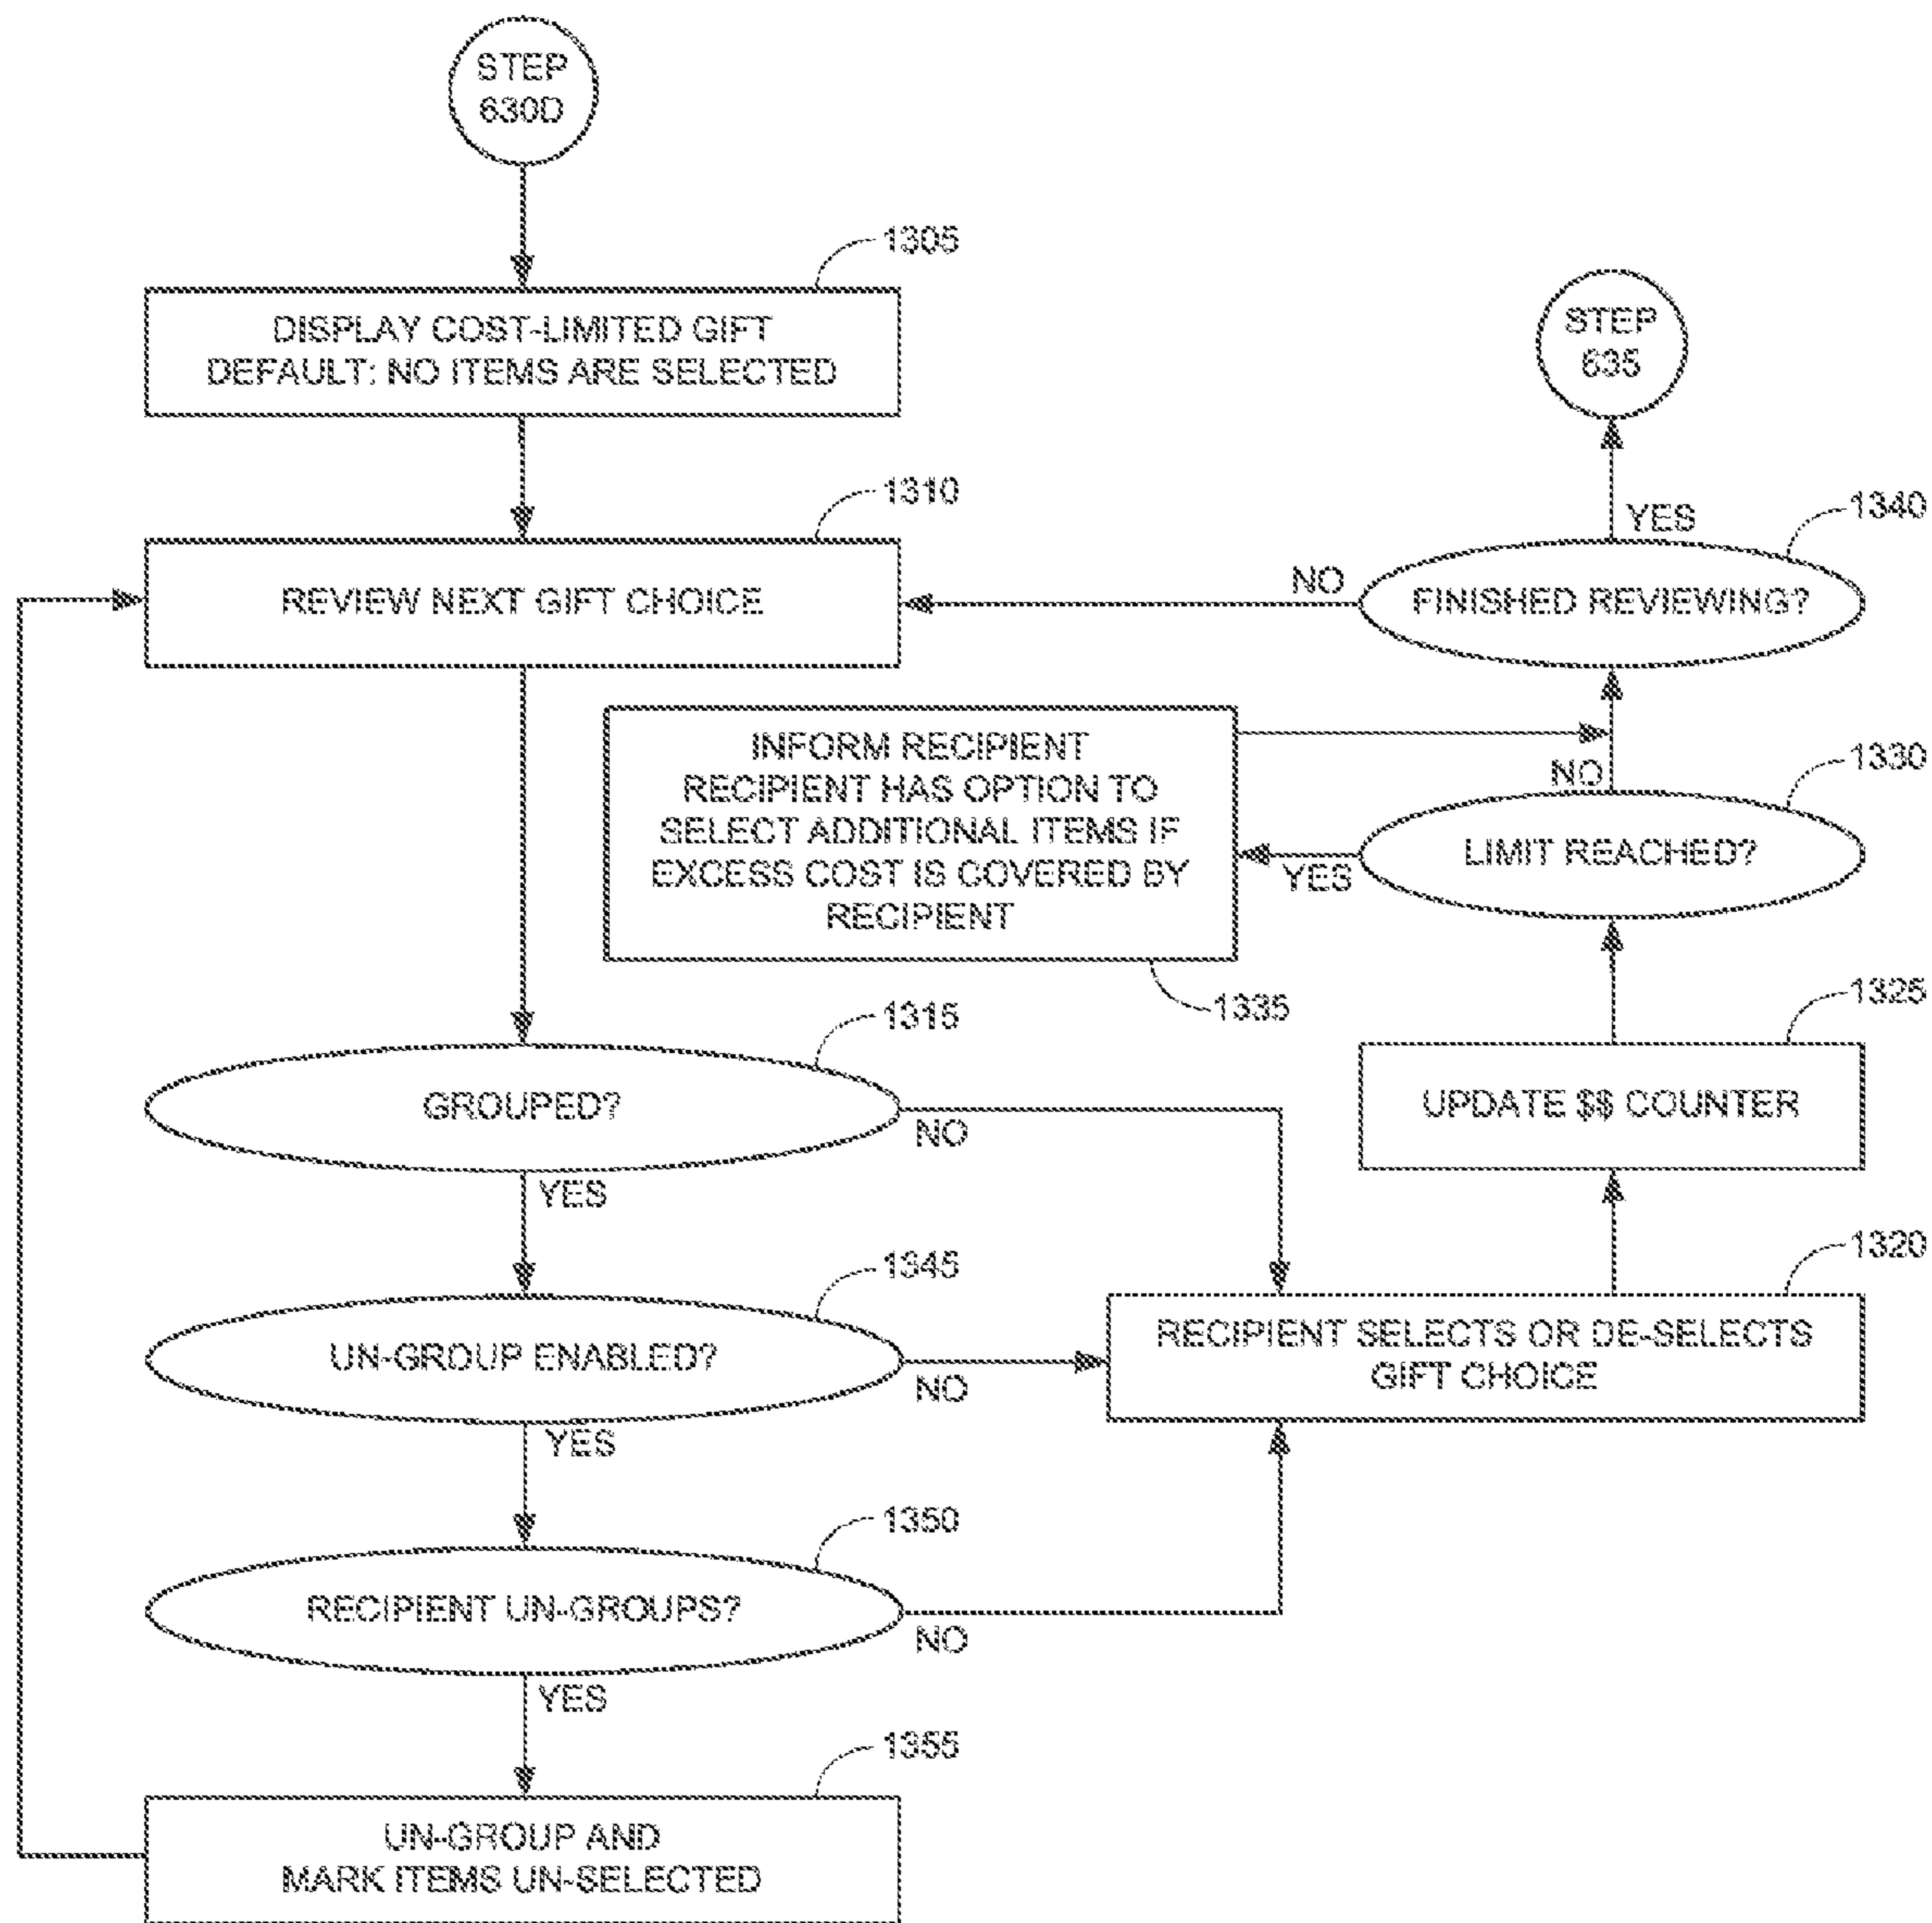 STEP
630D
1305
DISPLAY COST-LIMITED GIFT
DEFAULT: NO ITEMS ARE SELECTED
STEP
635
1310
REVIEW NEXT GIFT CHOICE
YES
1340
NO
FINISHED REVIEWING?
INFORM RECIPIENT
RECIPIENT HAS OPTION TO
SELECT ADDITIONAL ITEMS IF
EXCESS COST IS COVERED BY
RECIPIENT
NO
1330
LIMIT REACHED?
YES
1335
1315
GROUPED?
NO
YES
1325
UPDATE $$ COUNTER
1345
UN-GROUP ENABLED?
NO
YES
1320
RECIPIENT SELECTS OR DE-SELECTS
GIFT CHOICE
1350
RECIPIENT UN-GROUPS?
NO
YES
1355
UN-GROUP AND
MARK ITEMS UN-SELECTED